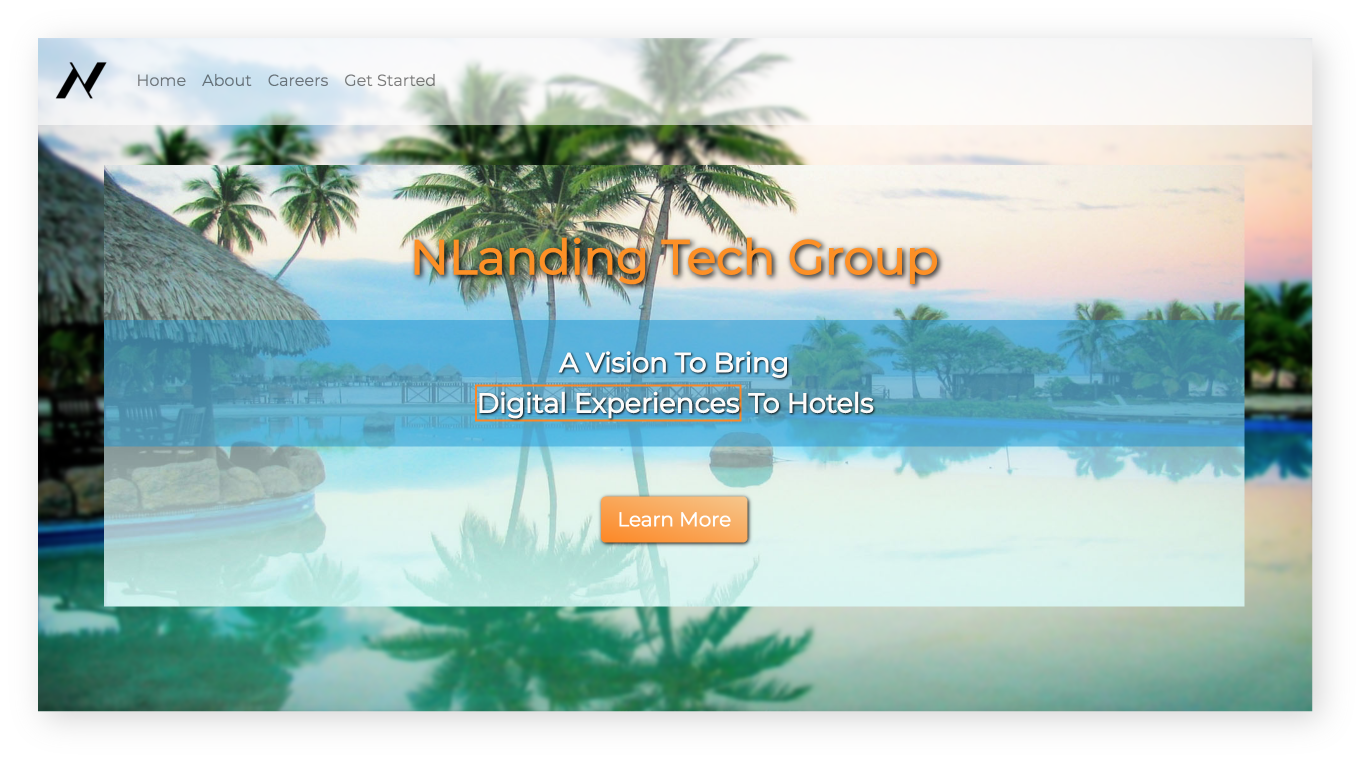 Home About Careers Get Started
NLanding Tech Group
A Vision To Bring
Digital Experiences To Hotels
Learn More